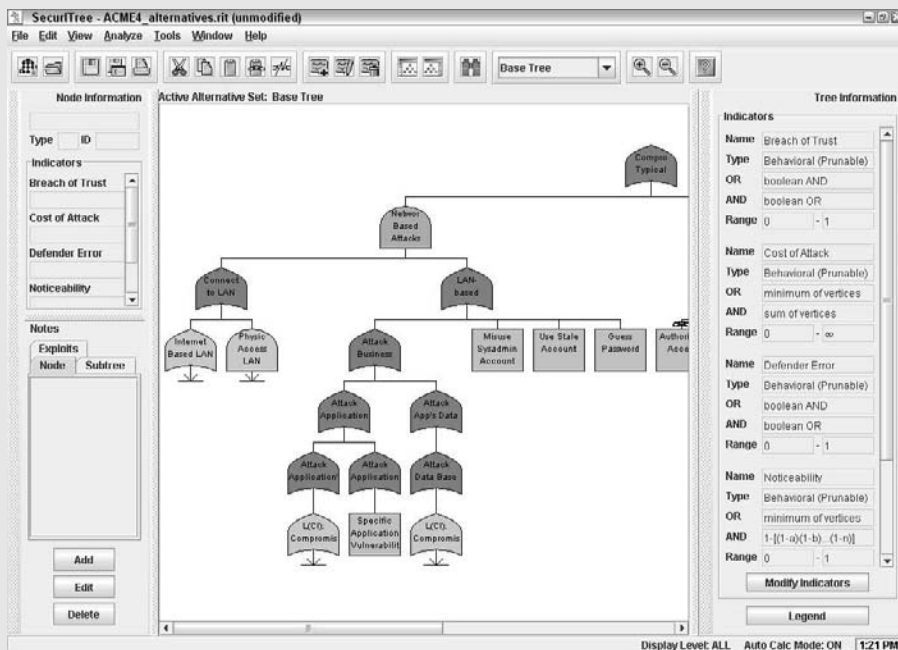 SecurITree - ACME4_alternatives.rit (unmodified)
File Edit View Analyze Tools Window Help
Base Tree
Node Information
Type ID
Indicators
Breach of Trust
Cost of Attack
Defender Error
Noticeability
Notes
Exploits
Node Subtree
Add
Edit
Delete
Active Alternative Set: Base Tree
Compro
Typical
Networ
Based
Attacks
Connect
to LAN
LAN-
based
Internet
Based LAN
Physic
Access
LAN
Attack
Business
Misuse
Sysadmin
Account
Use Stale
Account
Guess
Password
Authori
Acco
Attack
Application
Attack
App's Data
Attack
Application'
Attack
Application
Attack
Data Base
L(CI):
Compromis
Specific
Application
Vulnerabilit
L(CI):
Compromis
Tree Information
Indicators
Name Breach of Trust
Type Behavioral (Prunable)
OR boolean AND
AND boolean OR
Range 0 - 1
Name Cost of Attack
Type Behavioral (Prunable)
OR minimum of vertices
AND sum of vertices
Range 0 - ∞
Name Defender Error
Type Behavioral (Prunable)
OR boolean AND
AND boolean OR
Range 0 - 1
Name Noticeability
Type Behavioral (Prunable)
OR minimum of vertices
AND 1-[(1-a)(1-b)...(1-n)]
Range 0 - 1
Modify Indicators
Legend
Display Level: ALL Auto Calc Mode: ON 1:21 PM